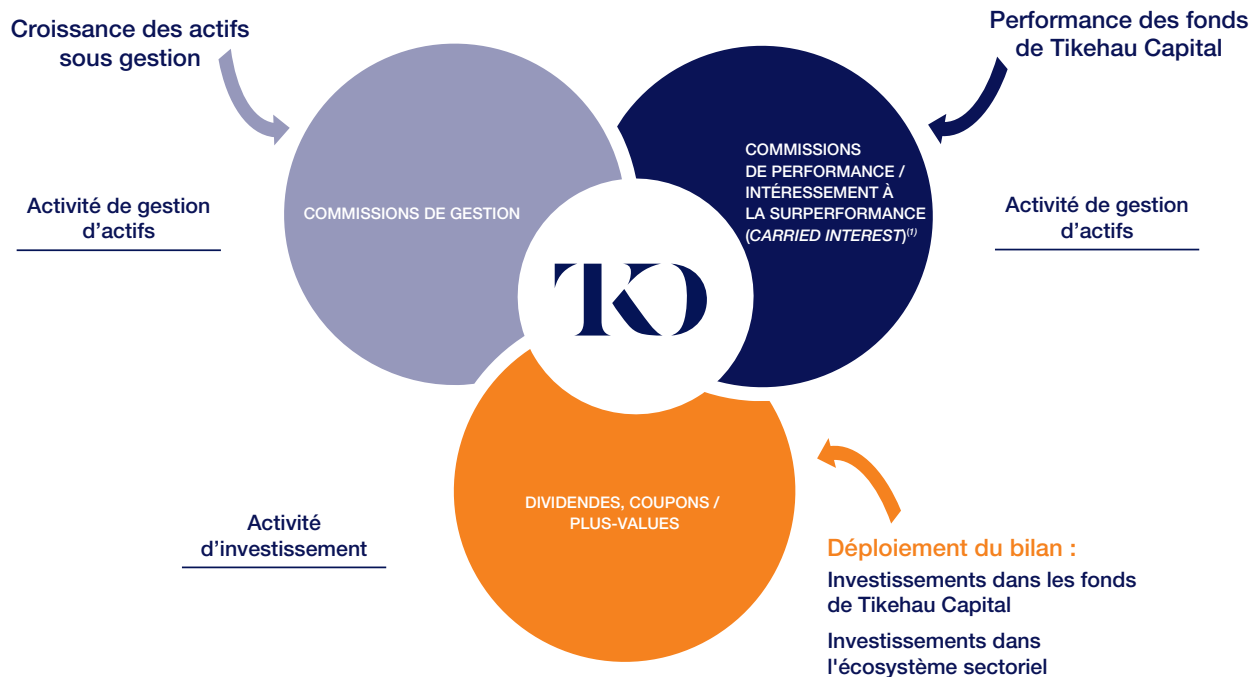 Croissance des actifs
sous gestion
Performance des fonds
de Tikehau Capital
COMMISSIONS DE GESTION
COMMISSIONS
DE PERFORMANCE /
INTÉRESSEMENT À
LA SURPERFORMANCE
(CARRIED INTEREST)(1)
Activité de gestion
d'actifs
Activité de gestion
d'actifs
TKO
DIVIDENDES, COUPONS /
PLUS-VALUES
Activité
d'investissement
Déploiement du bilan :
Investissements dans les fonds
de Tikehau Capital
Investissements dans
l'écosystème sectoriel